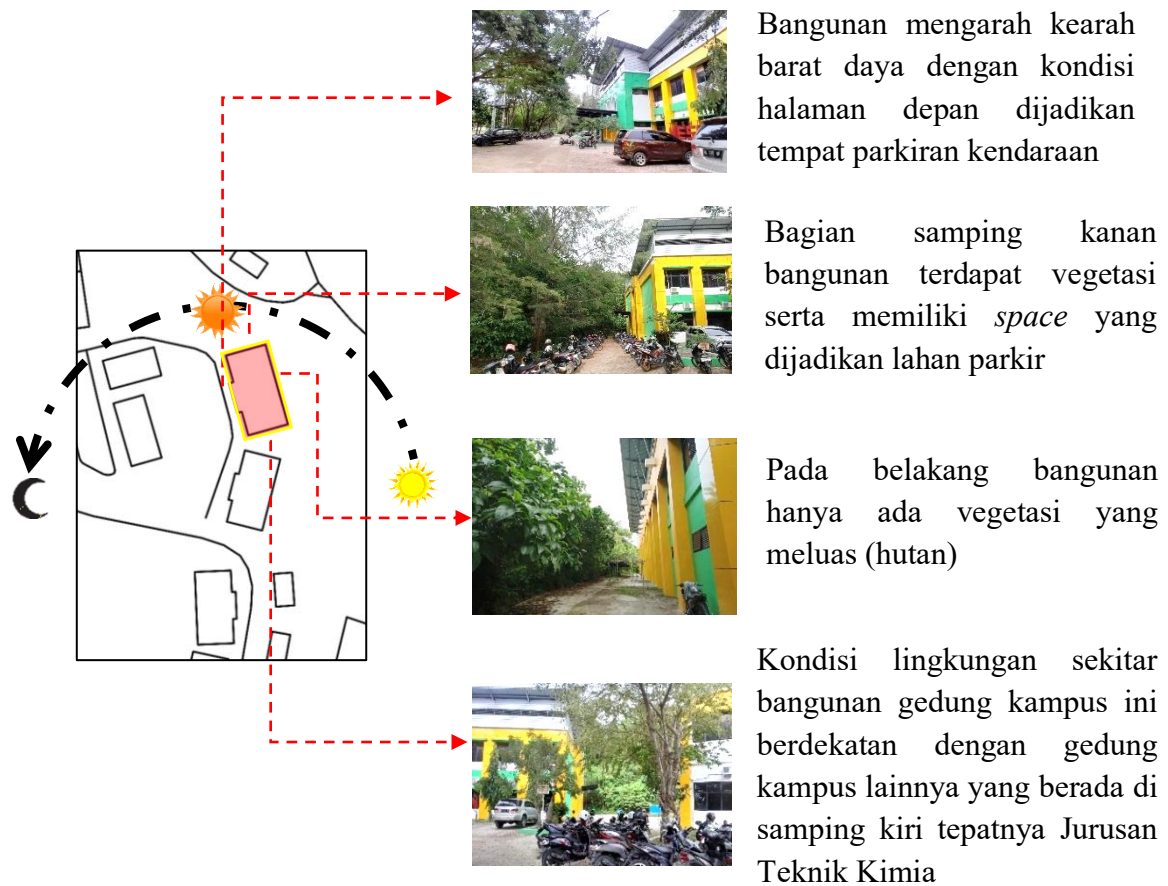 Bangunan mengarah kearah
barat daya dengan kondisi
halaman depan dijadikan
tempat parkiran kendaraan
Bagian samping kanan
bangunan terdapat vegetasi
serta memiliki space yang
dijadikan lahan parkir
Pada belakang bangunan
hanya ada vegetasi yang
meluas (hutan)
Kondisi lingkungan sekitar
bangunan gedung kampus ini
berdekatan dengan gedung
kampus lainnya yang berada di
samping kiri tepatnya Jurusan
Teknik Kimia